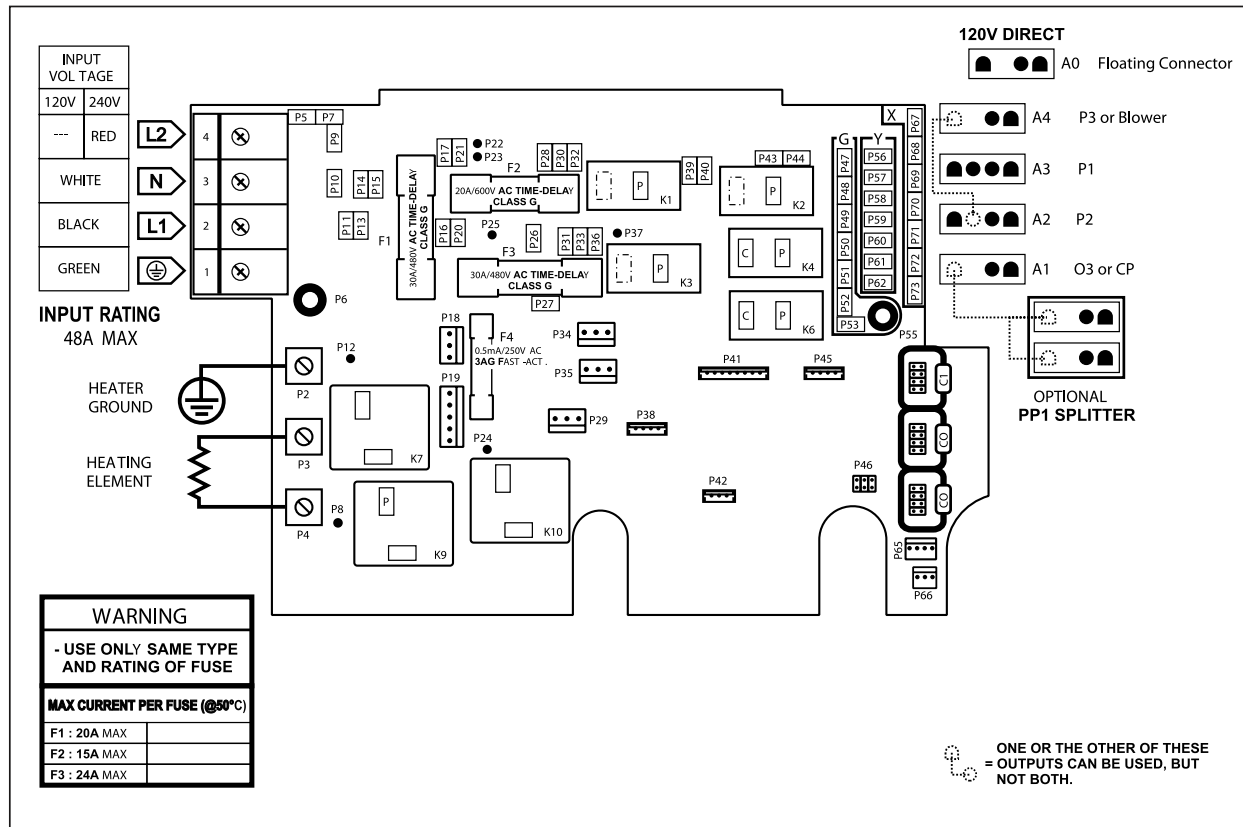 INPUT
VOL TAGE
120V 240V
--- RED
WHITE
BLACK
GREEN
L2
N
L1
4
3
2
1
INPUT RATING
48A MAX
HEATER
GROUND
HEATING
ELEMENT
P5 P7
P9
P10
P14
P15
P11
P13
P6
P12
P2
P3
P4
P8
F1
30A/480V AC TIME-DELAY
CLASS G
P17
P21
P22
P23
F2
20A/600V AC TIME-DELAY
CLASS G
P28
P30
P32
P16
P20
P25
P26
P31
P33
P36
P37
F3
30A/480V AC TIME-DELAY
CLASS G
P27
P
K1
P39
P40
P43 P44
P
K2
P
K3
C P
K4
C P
K6
P18
P19
F4
0.5mA/250V AC
3AG FAST -ACT .
P34
P35
P29
P38
P24
K7
P
K9
K10
P41
P45
P42
P46
G
P47
P48
P49
P50
P51
P52
P53
Y
P56
P57
P58
P59
P60
P61
P62
X
P67
P68
P69
P70
P71
P72
P73
P55
C1
CO
CO
P65
P66
120V DIRECT
A0 Floating Connector
A4 P3 or Blower
A3 P1
A2 P2
A1 O3 or CP
OPTIONAL
PP1 SPLITTER
WARNING
- USE ONLY SAME TYPE
AND RATING OF FUSE
MAX CURRENT PER FUSE (@50°C)
F1 : 20A MAX
F2 : 15A MAX
F3 : 24A MAX
ONE OR THE OTHER OF THESE
= OUTPUTS CAN BE USED, BUT
NOT BOTH.